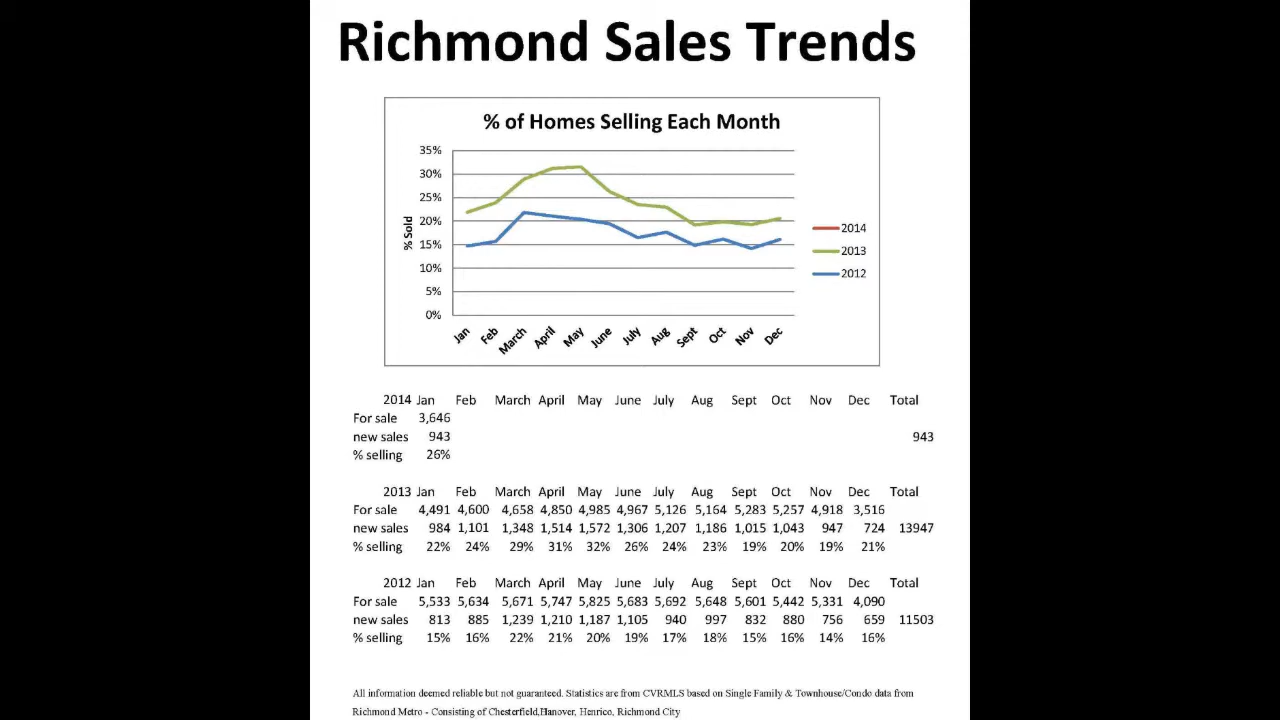 Richmond Sales Trends
% of Homes Selling Each Month
35%
30%
25%
20%
15%
10%
5%
0%
% Sold
Jan Feb March April May June July Aug Sept Oct Nov Dec
2014
2013
2012
2014 Jan Feb March April May June July Aug Sept Oct Nov Dec Total
For sale 3,646
new sales 943 943
% selling 26%
2013 Jan Feb March April May June July Aug Sept Oct Nov Dec Total
For sale 4,491 4,600 4,658 4,850 4,985 4,967 5,126 5,164 5,283 5,257 4,918 3,516
new sales 984 1,101 1,348 1,514 1,572 1,306 1,207 1,186 1,015 1,043 947 724 13947
% selling 22% 24% 29% 31% 32% 26% 24% 23% 19% 20% 19% 21%
2012 Jan Feb March April May June July Aug Sept Oct Nov Dec Total
For sale 5,533 5,634 5,671 5,747 5,825 5,683 5,692 5,648 5,601 5,442 5,331 4,090
new sales 813 885 1,239 1,210 1,187 1,105 940 997 832 880 756 659 11503
% selling 15% 16% 22% 21% 20% 19% 17% 18% 15% 16% 14% 16%
All information deemed reliable but not guaranteed. Statistics are from CVRMLS based on Single Family & Townhouse/Condo data from
Richmond Metro - Consisting of Chesterfield,Hanover, Henrico, Richmond City